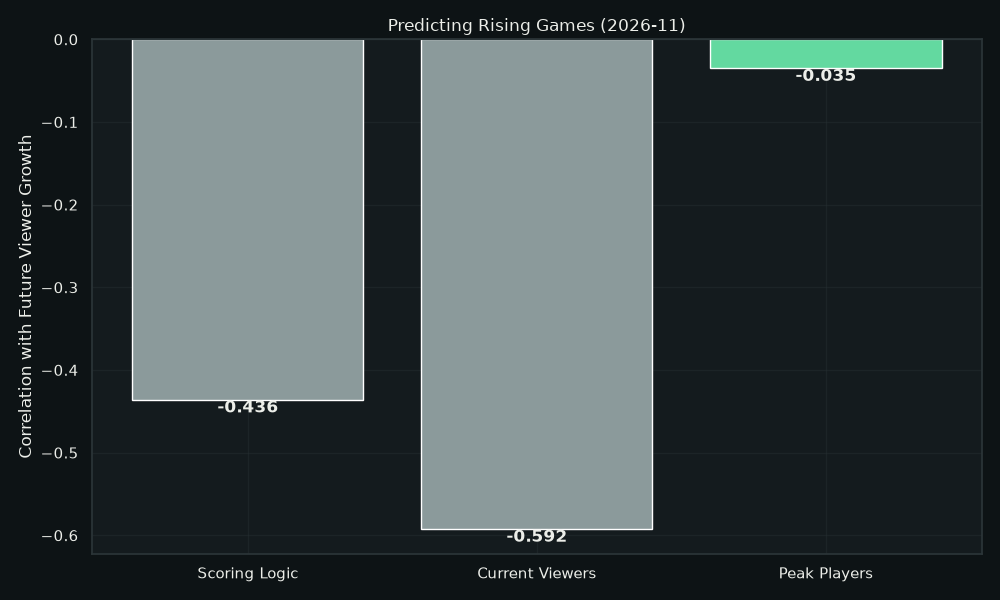 Predicting Rising Games (2026-11)
Correlation with Future Viewer Growth
0.0
−0.1
−0.2
−0.3
−0.4
−0.5
−0.6
-0.436
-0.592
-0.035
Scoring Logic
Current Viewers
Peak Players